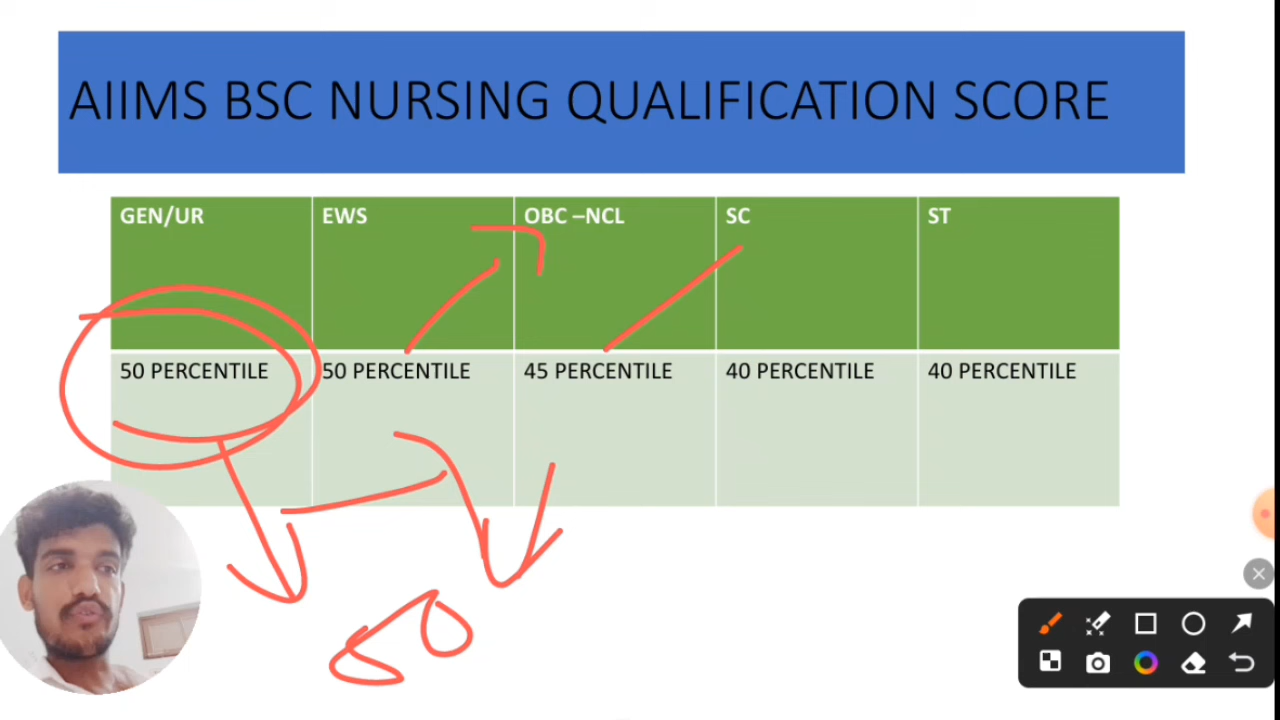 AIIMS BSC NURSING QUALIFICATION SCORE
GEN/UR EWS OBC –NCL SC ST
50 PERCENTILE 50 PERCENTILE 45 PERCENTILE 40 PERCENTILE 40 PERCENTILE
50